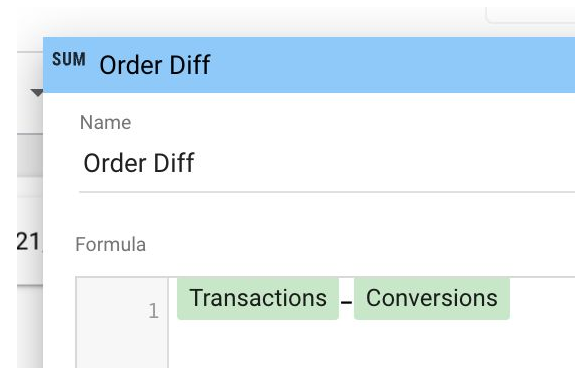 SUM Order Diff
Name
Order Diff
21,
Formula
1 Transactions - Conversions